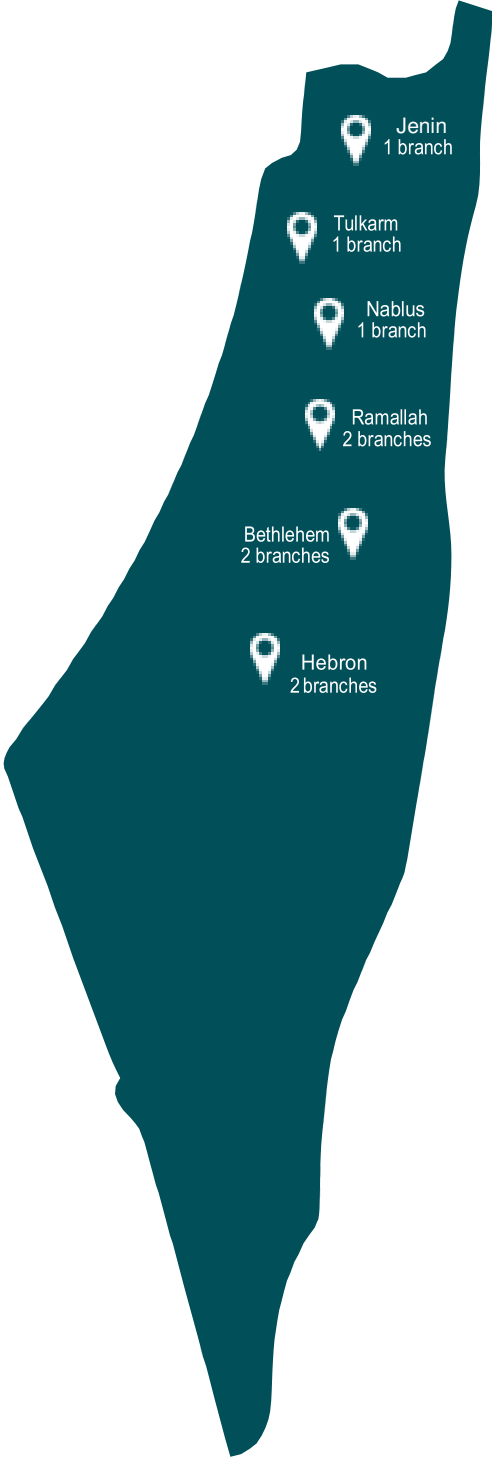 Jenin
1 branch
Tulkarm
1 branch
Nablus
1 branch
Ramallah
2 branches
Bethlehem
2 branches
Hebron
2 branches